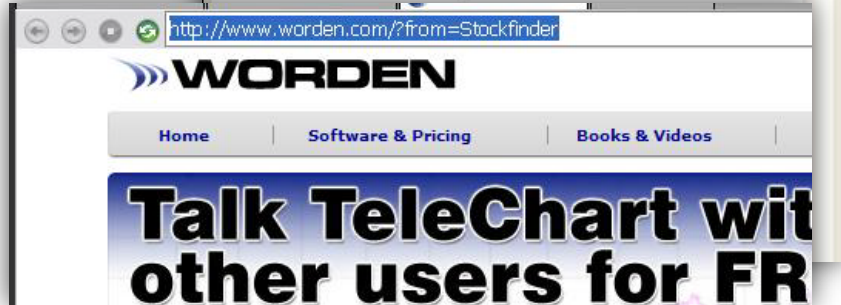 http://www.worden.com/?from=Stockfinder
WORDEN
Home | Software & Pricing | Books & Videos |
Talk TeleChart wit
other users for FR